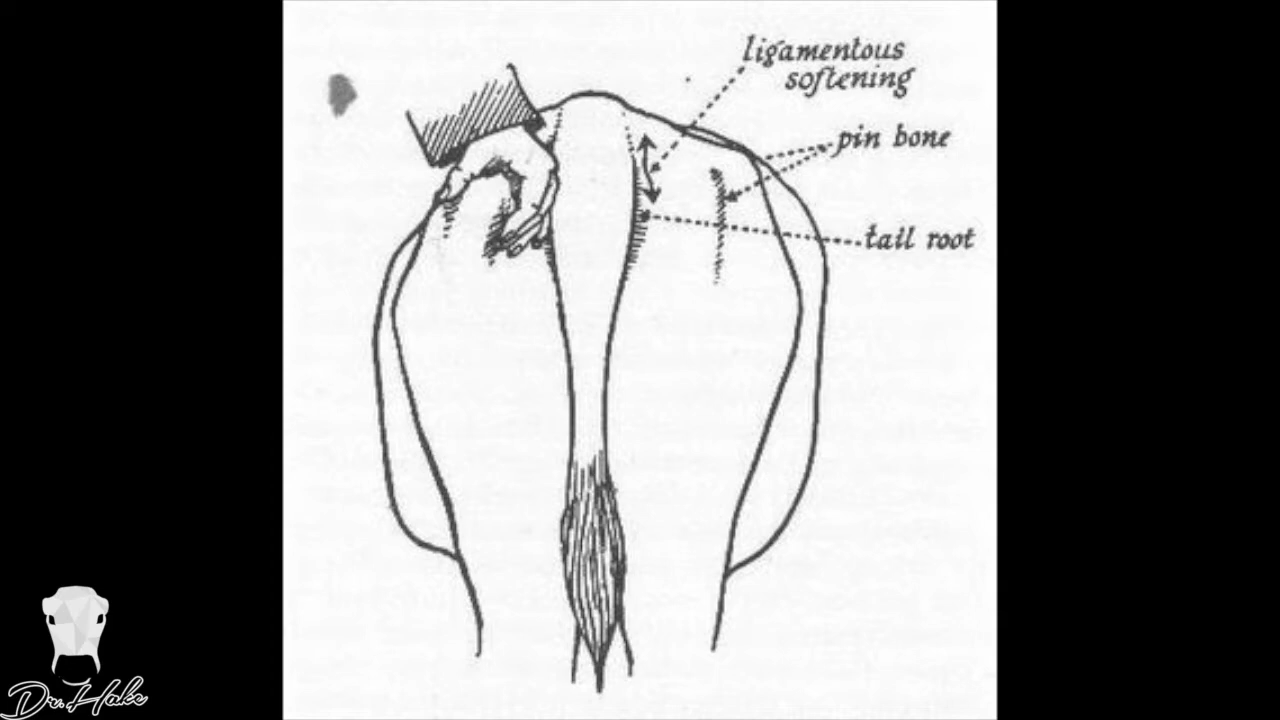 ligamentous
softening
pin bone
tail root
Dr. Hake